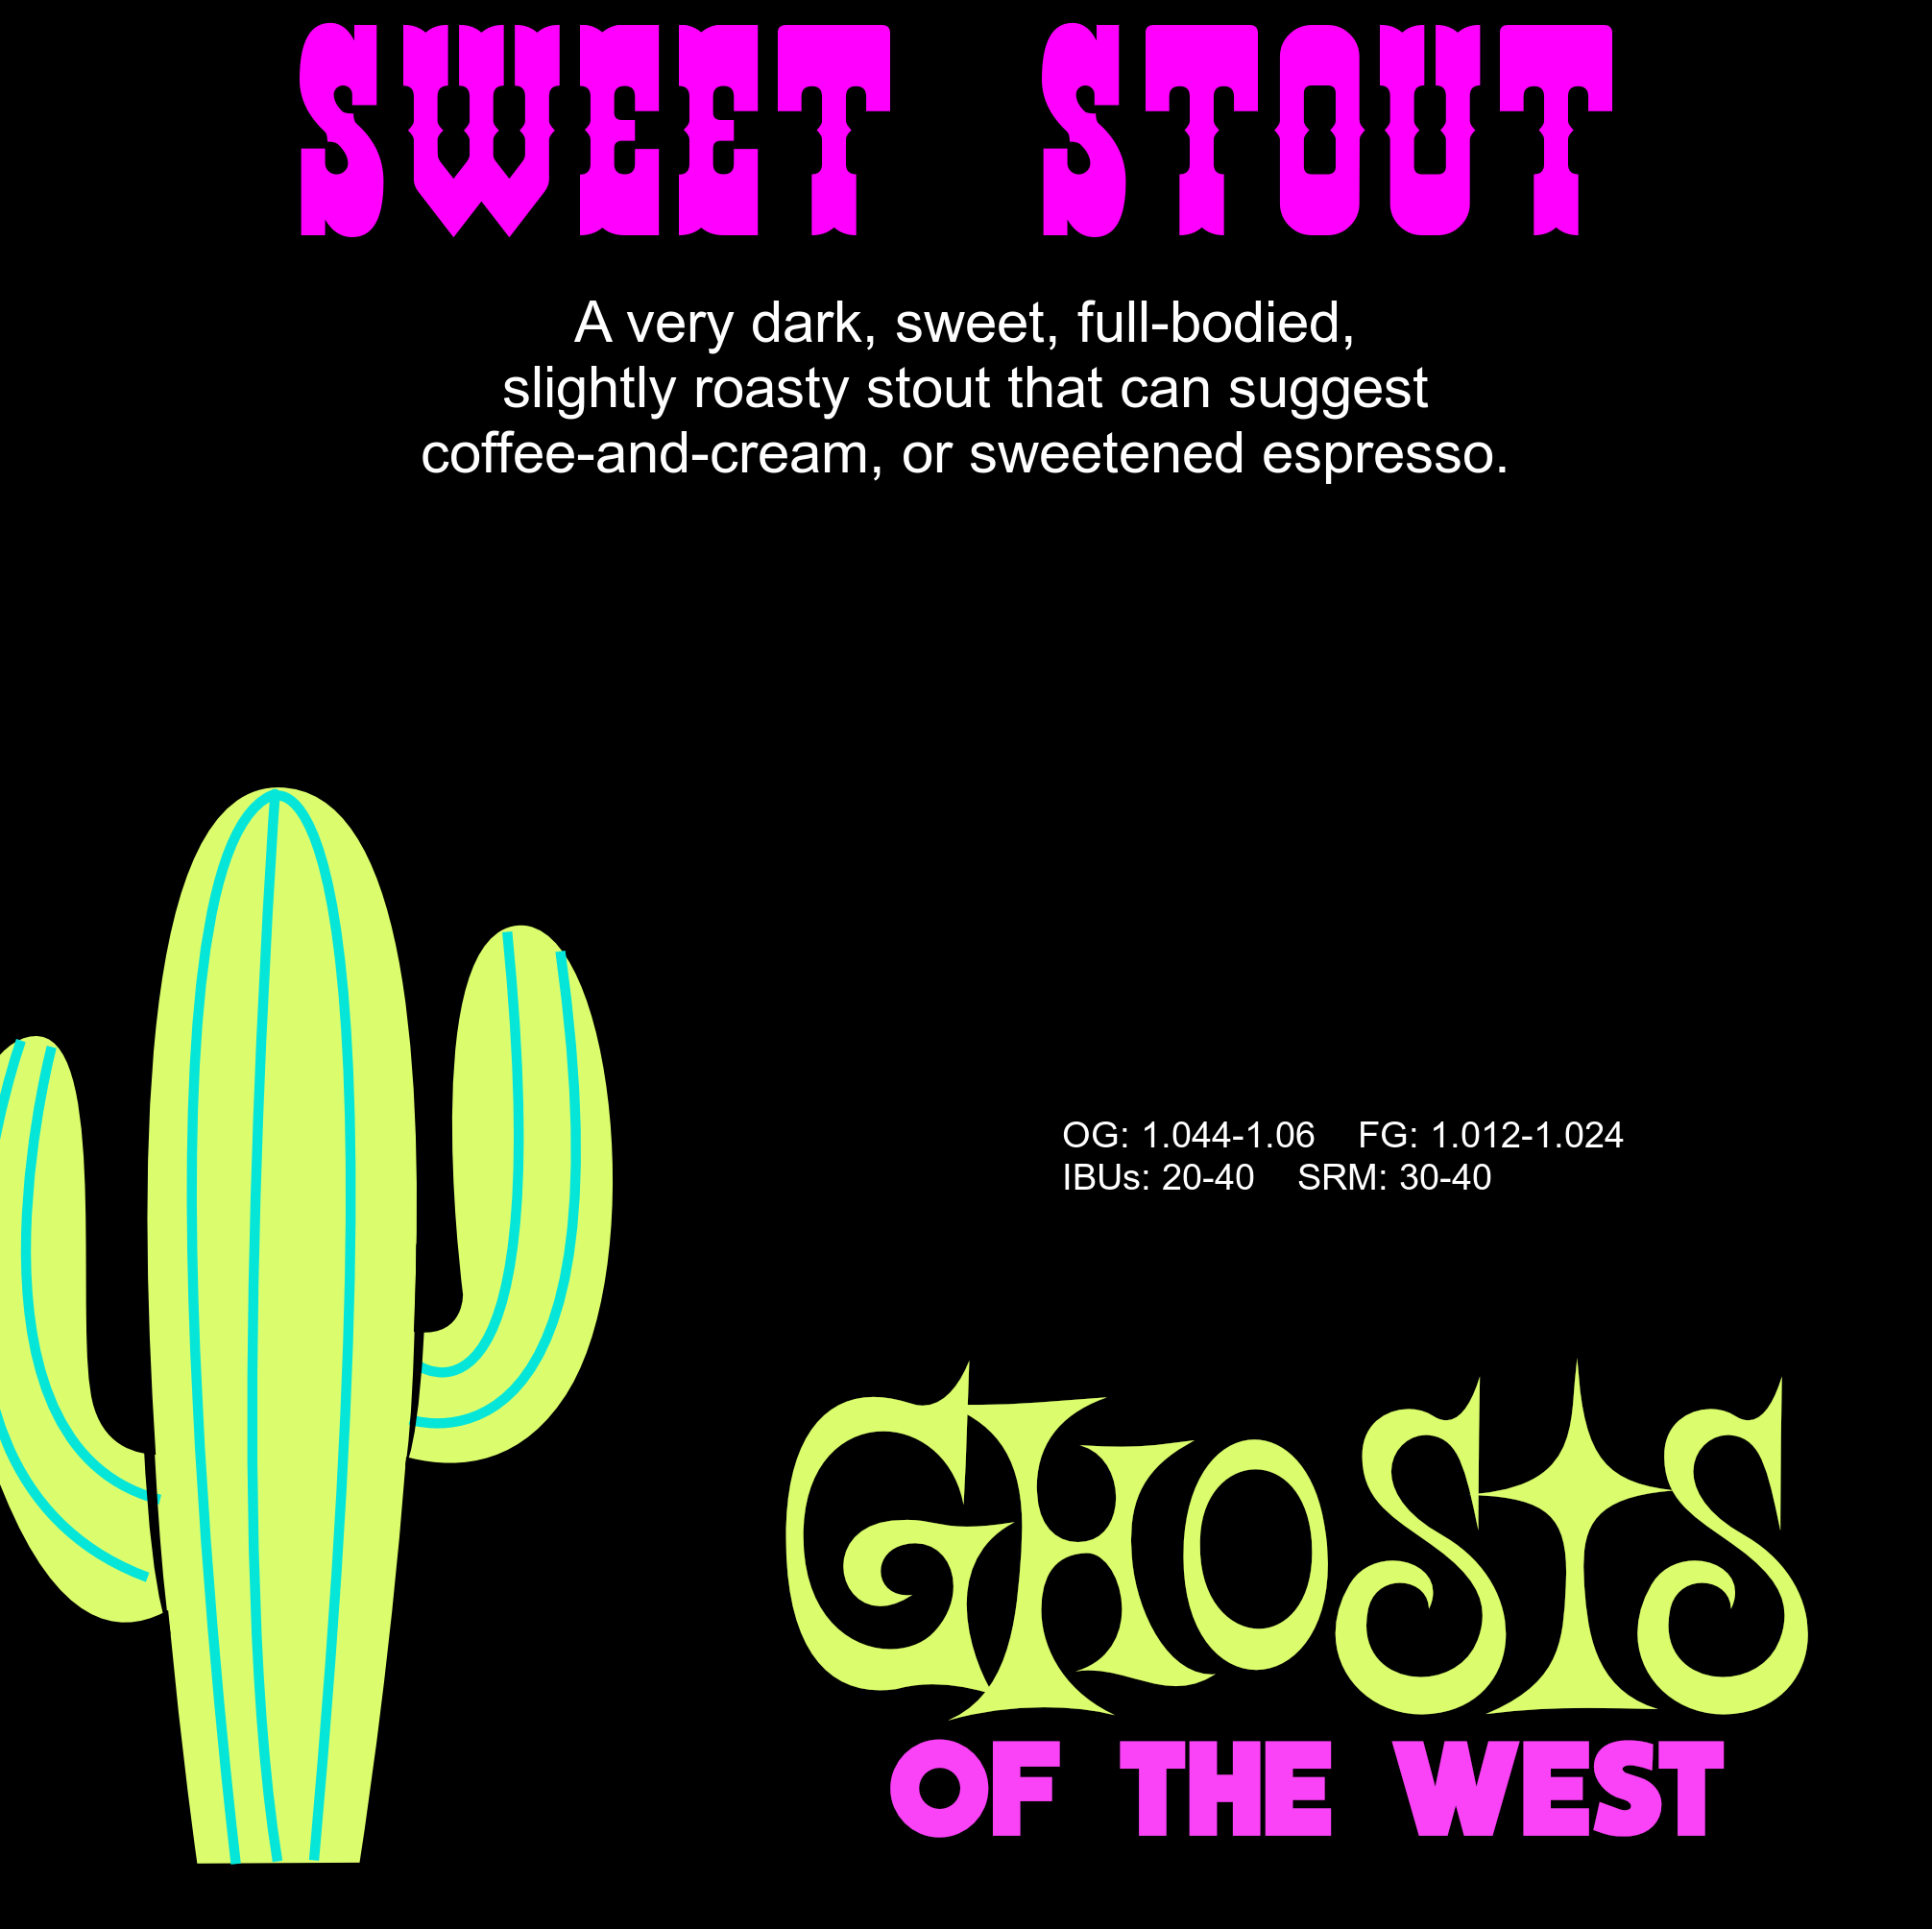 SWEET STOUT
A very dark, sweet, full-bodied,
slightly roasty stout that can suggest
coffee-and-cream, or sweetened espresso.
OG: 1.044-1.06 FG: 1.012-1.024
IBUs: 20-40 SRM: 30-40
GHOSTS
OF THE WEST